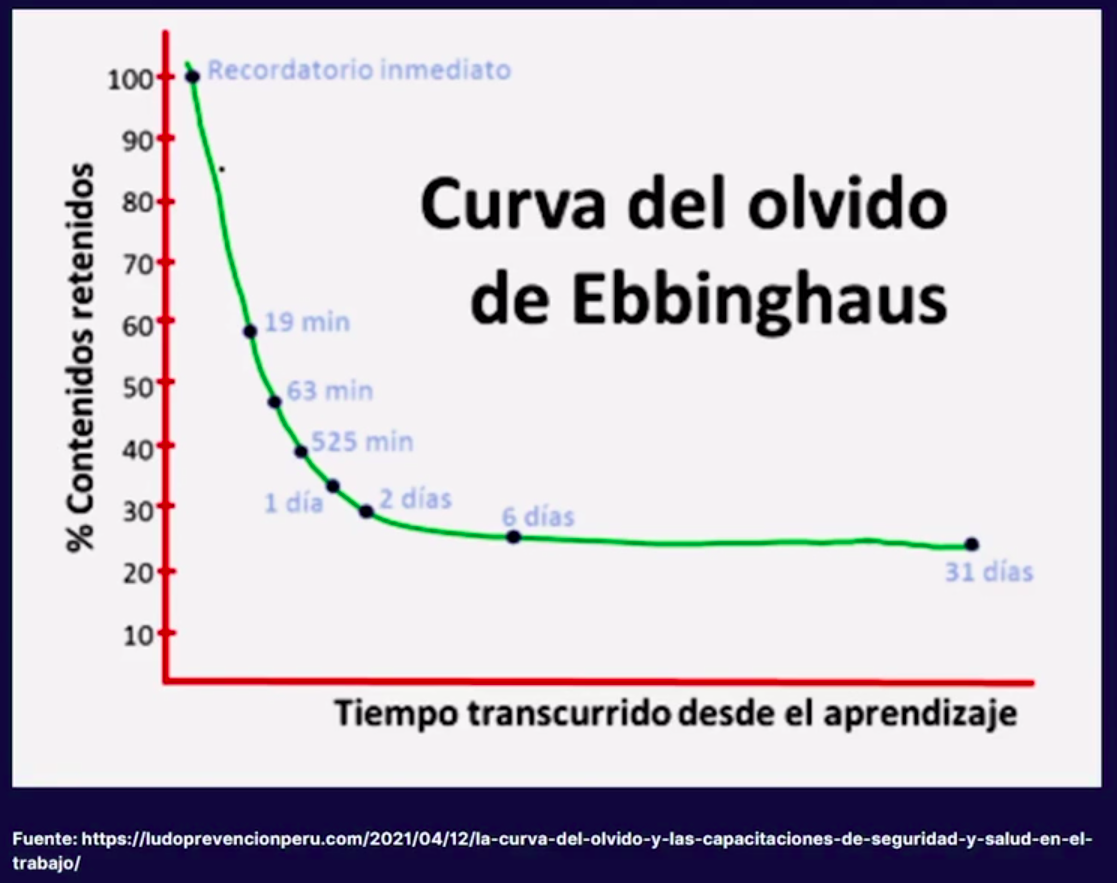 Curva del olvido
de Ebbinghaus
% Contenidos retenidos
100
90
80
70
60
50
40
30
20
10
Recordatorio inmediato
19 min
63 min
525 min
1 día
2 días
6 días
31 días
Tiempo transcurrido desde el aprendizaje
Fuente: https://ludoprevencionperu.com/2021/04/12/la-curva-del-olvido-y-las-capacitaciones-de-seguridad-y-salud-en-el-
trabajo/